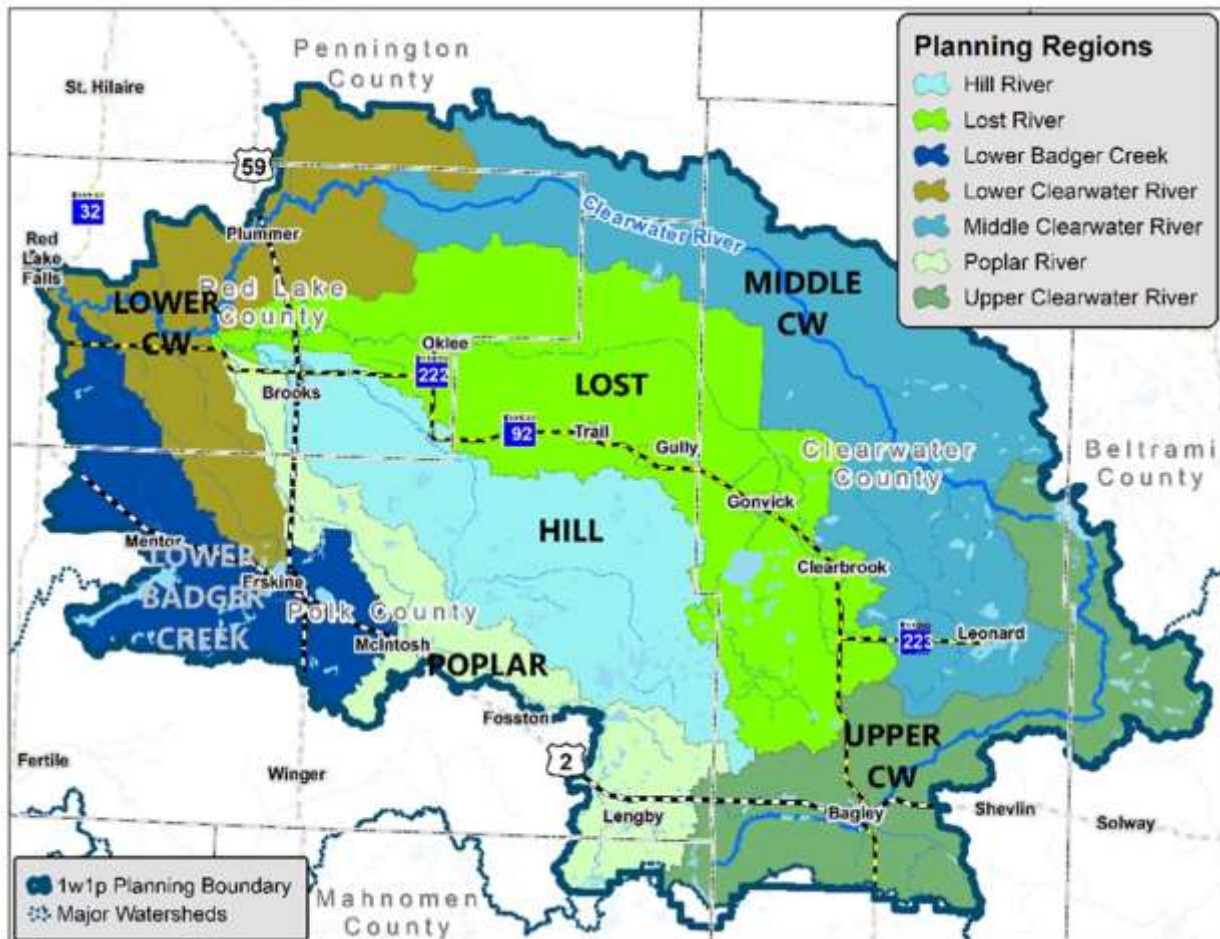 Pennington
County
St. Hilaire
59
32
Red
Lake
Falls
Plummer
Clearwater River
Red Lake
County
LOWER
CW
MIDDLE
CW
Oklee
222
Brooks
LOST
92
Trail
Gully
Clearwater
County
Beltrami
County
Gonvick
HILL
Mentor
Clearbrook
LOWER
BADGER
CREEK
Erskine
Polk County
McIntosh
223
Leonard
POPLAR
Fosston
UPPER
CW
2
Fertile
Winger
Lengby
Bagley
Shevlin
Solway
Mahnomen
County
Planning Regions
Hill River
Lost River
Lower Badger Creek
Lower Clearwater River
Middle Clearwater River
Poplar River
Upper Clearwater River
1w1p Planning Boundary
Major Watersheds